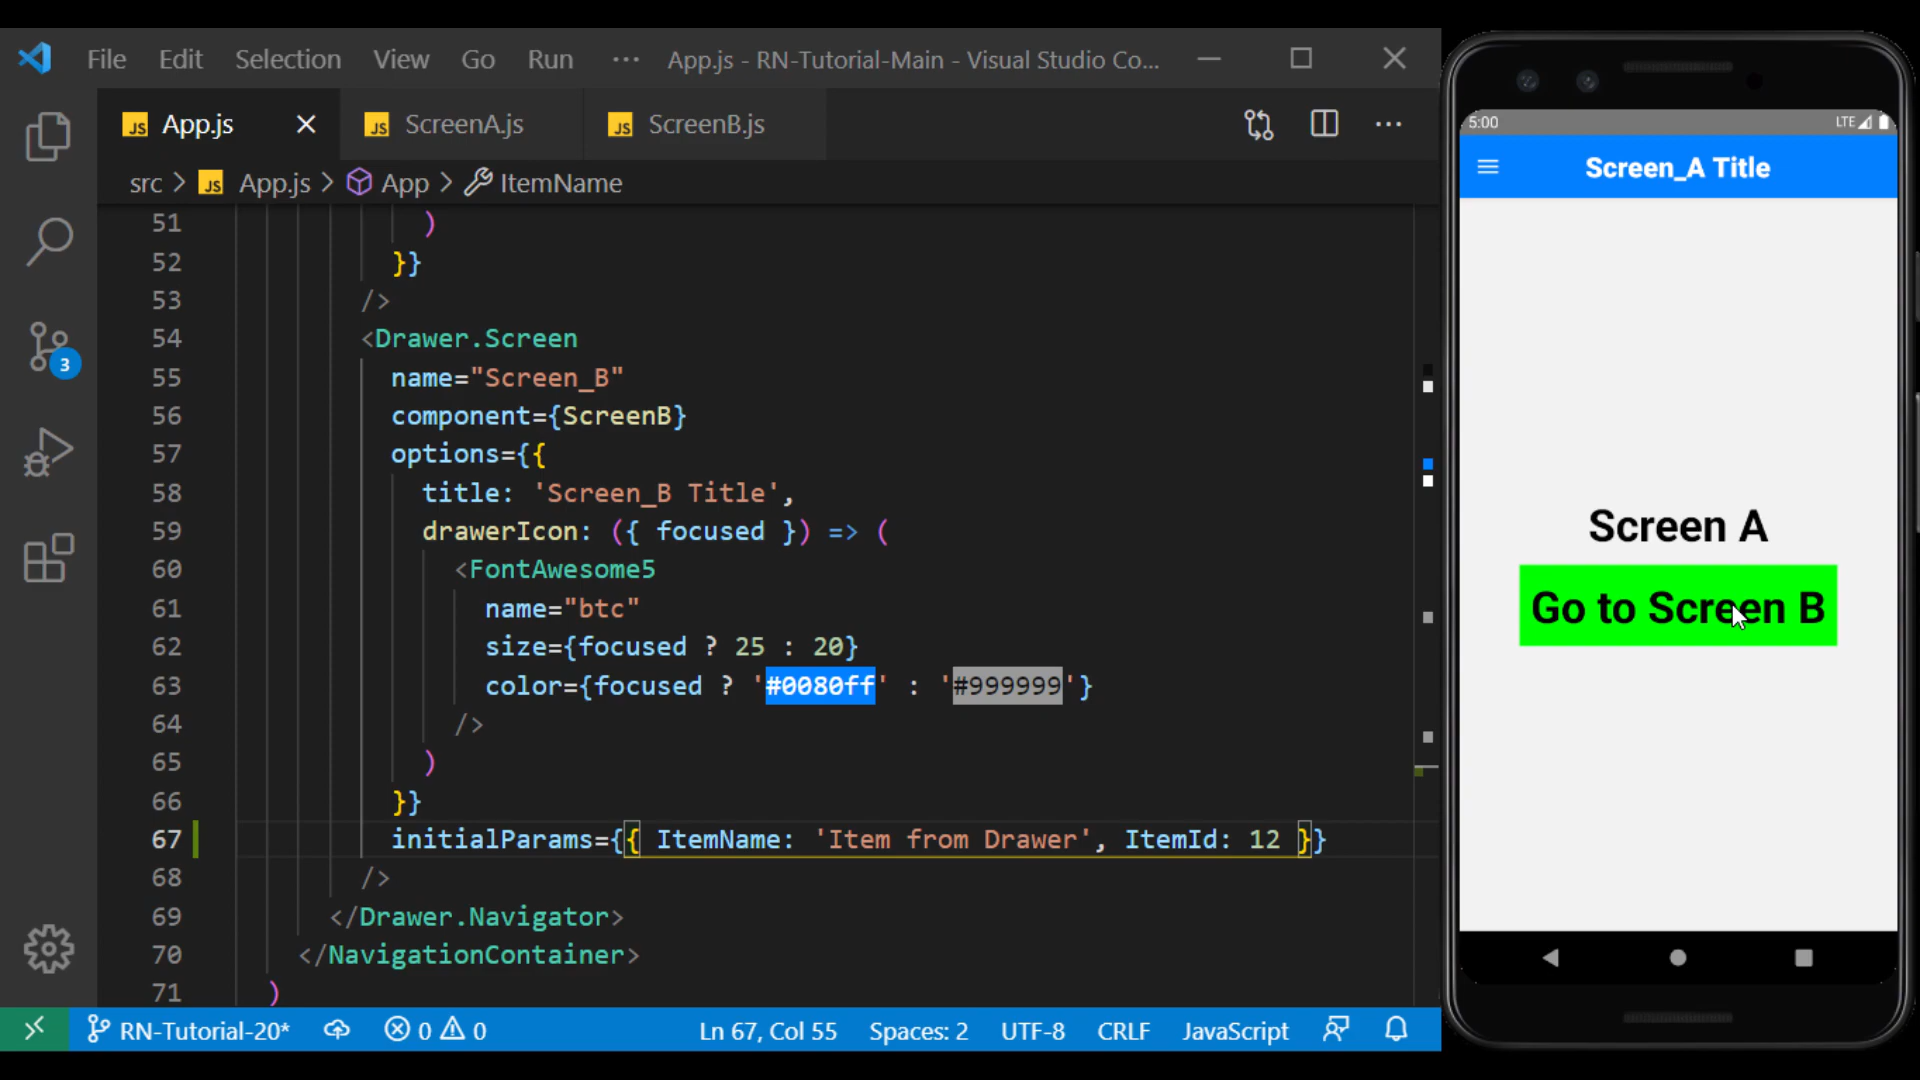 File Edit Selection View Go Run ··· App.js - RN-Tutorial-Main - Visual Studio Co...
JS App.js JS ScreenA.js JS ScreenB.js
src > JS App.js > App > ItemName
51 )
52 }}
53 />
54 <Drawer.Screen
55 name="Screen_B"
56 component={ScreenB}
57 options={{
58 title: 'Screen_B Title',
59 drawerIcon: ({ focused }) => (
60 <FontAwesome5
61 name="btc"
62 size={focused ? 25 : 20}
63 color={focused ? '#0080ff' : '#999999'}
64 />
65 )
66 }}
67 initialParams={{ ItemName: 'Item from Drawer', ItemId: 12 }}
68 />
69 </Drawer.Navigator>
70 </NavigationContainer>
71 )
3
RN-Tutorial-20* 0 0 Ln 67, Col 55 Spaces: 2 UTF-8 CRLF JavaScript
5:00 LTE
Screen_A Title
Screen A
Go to Screen B